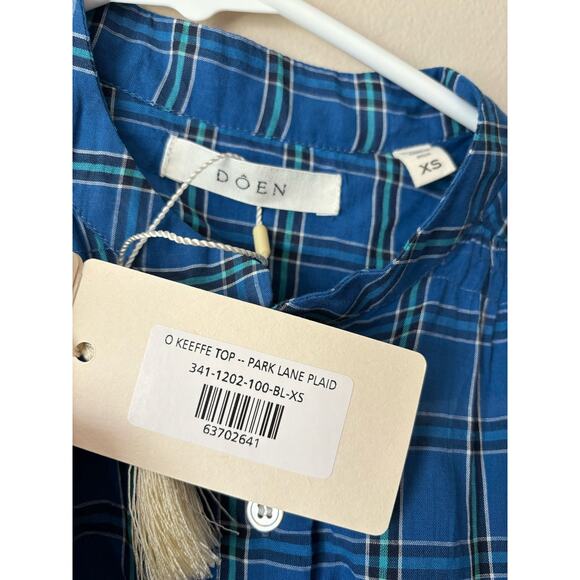 DÔEN
XS
O KEEFFE TOP -- PARK LANE PLAID
341-1202-100-BL-XS
63702641